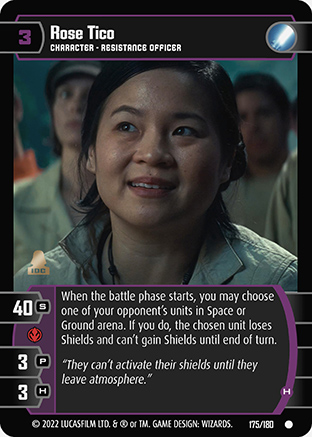 3
Rose Tico
CHARACTER - RESISTANCE OFFICER
IDC
40 S
3 P
3 H
When the battle phase starts, you may choose
one of your opponent's units in Space or
Ground arena. If you do, the chosen unit loses
Shields and can't gain Shields until end of turn.
"They can't activate their shields until they
leave atmosphere."
H
© 2022 LUCASFILM LTD. & ® or TM. GAME DESIGN: WIZARDS.
175/180